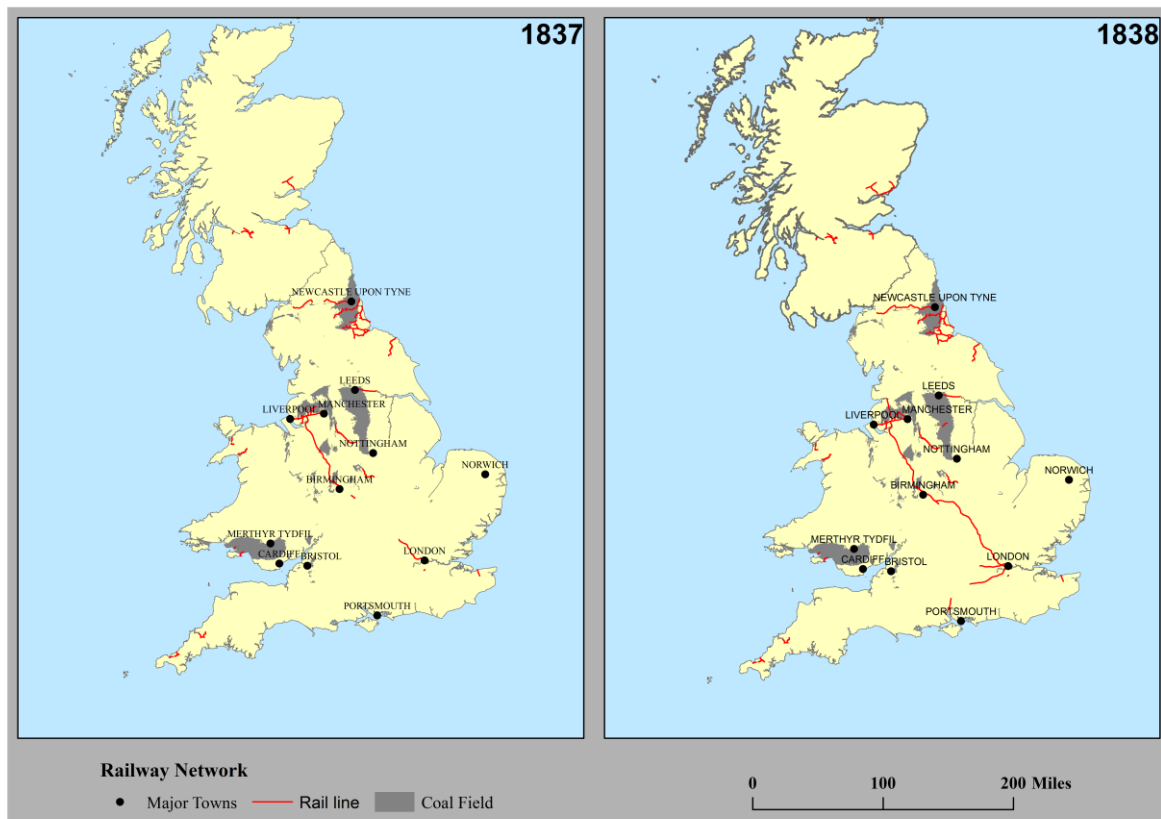 1837
NEWCASTLE UPON TYNE
LEEDS
LIVERPOOL
MANCHESTER
NOTTINGHAM
NORWICH
BIRMINGHAM
MERTHYR TYDFIL
CARDIFF
BRISTOL
LONDON
PORTSMOUTH
1838
NEWCASTLE UPON TYNE
LEEDS
LIVERPOOL
MANCHESTER
NOTTINGHAM
NORWICH
BIRMINGHAM
MERTHYR TYDFIL
CARDIFF
BRISTOL
LONDON
PORTSMOUTH
Railway Network
Major Towns
Rail line
Coal Field
0 100 200 Miles